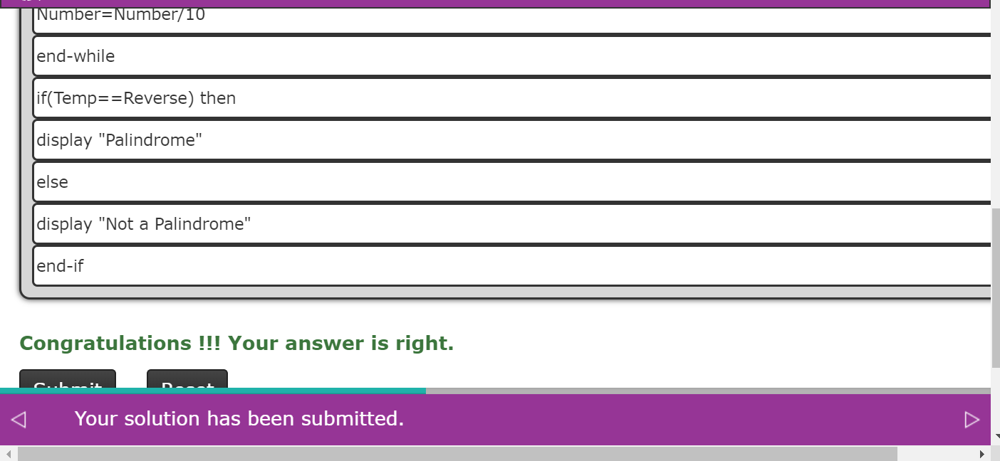 Number=Number/10
end-while
if(Temp==Reverse) then
display "Palindrome"
else
display "Not a Palindrome"
end-if
Congratulations !!! Your answer is right.
Submit Reset
Your solution has been submitted.